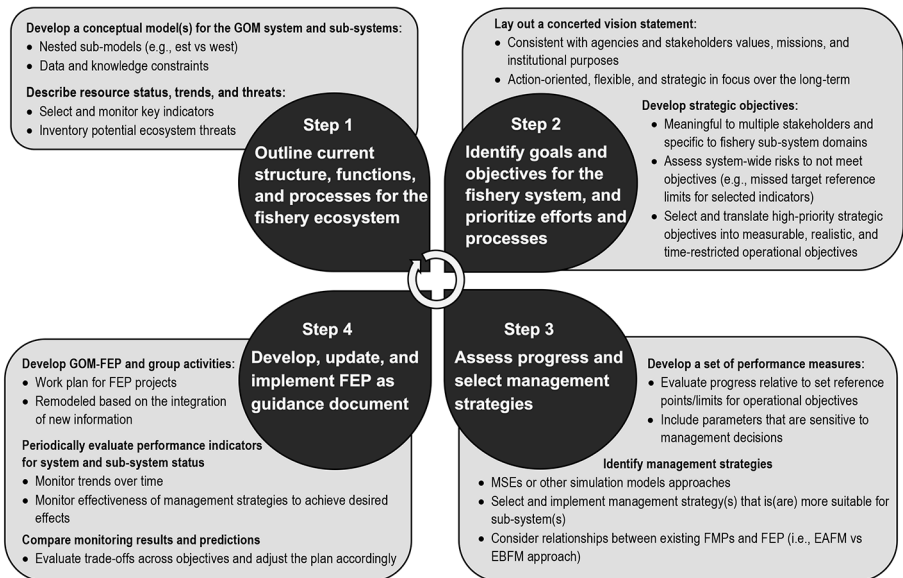 Develop a conceptual model(s) for the GOM system and sub-systems:
• Nested sub-models (e.g., est vs west)
• Data and knowledge constraints
Describe resource status, trends, and threats:
• Select and monitor key indicators
• Inventory potential ecosystem threats
Step 1
Outline current
structure, functions,
and processes for the
fishery ecosystem
Lay out a concerted vision statement:
• Consistent with agencies and stakeholders values, missions, and
institutional purposes
• Action-oriented, flexible, and strategic in focus over the long-term
Develop strategic objectives:
• Meaningful to multiple stakeholders and
specific to fishery sub-system domains
• Assess system-wide risks to not meet
objectives (e.g., missed target reference
limits for selected indicators)
• Select and translate high-priority strategic
objectives into measurable, realistic, and
time-restricted operational objectives
Step 2
Identify goals and
objectives for the
fishery system, and
prioritize efforts and
processes
Step 3
Assess progress and
select management
strategies
Develop a set of performance measures:
• Evaluate progress relative to set reference
points/limits for operational objectives
• Include parameters that are sensitive to
management decisions
Identify management strategies
• MSEs or other simulation models approaches
• Select and implement management strategy(s) that is(are) more suitable for
sub-system(s)
• Consider relationships between existing FMPs and FEP (i.e., EAFM vs
EBFM approach)
Step 4
Develop, update, and
implement FEP as
guidance document
Develop GOM-FEP and group activities:
• Work plan for FEP projects
• Remodeled based on the integration
of new information
Periodically evaluate performance indicators
for system and sub-system status
• Monitor trends over time
• Monitor effectiveness of management strategies to achieve desired
effects
Compare monitoring results and predictions
• Evaluate trade-offs across objectives and adjust the plan accordingly